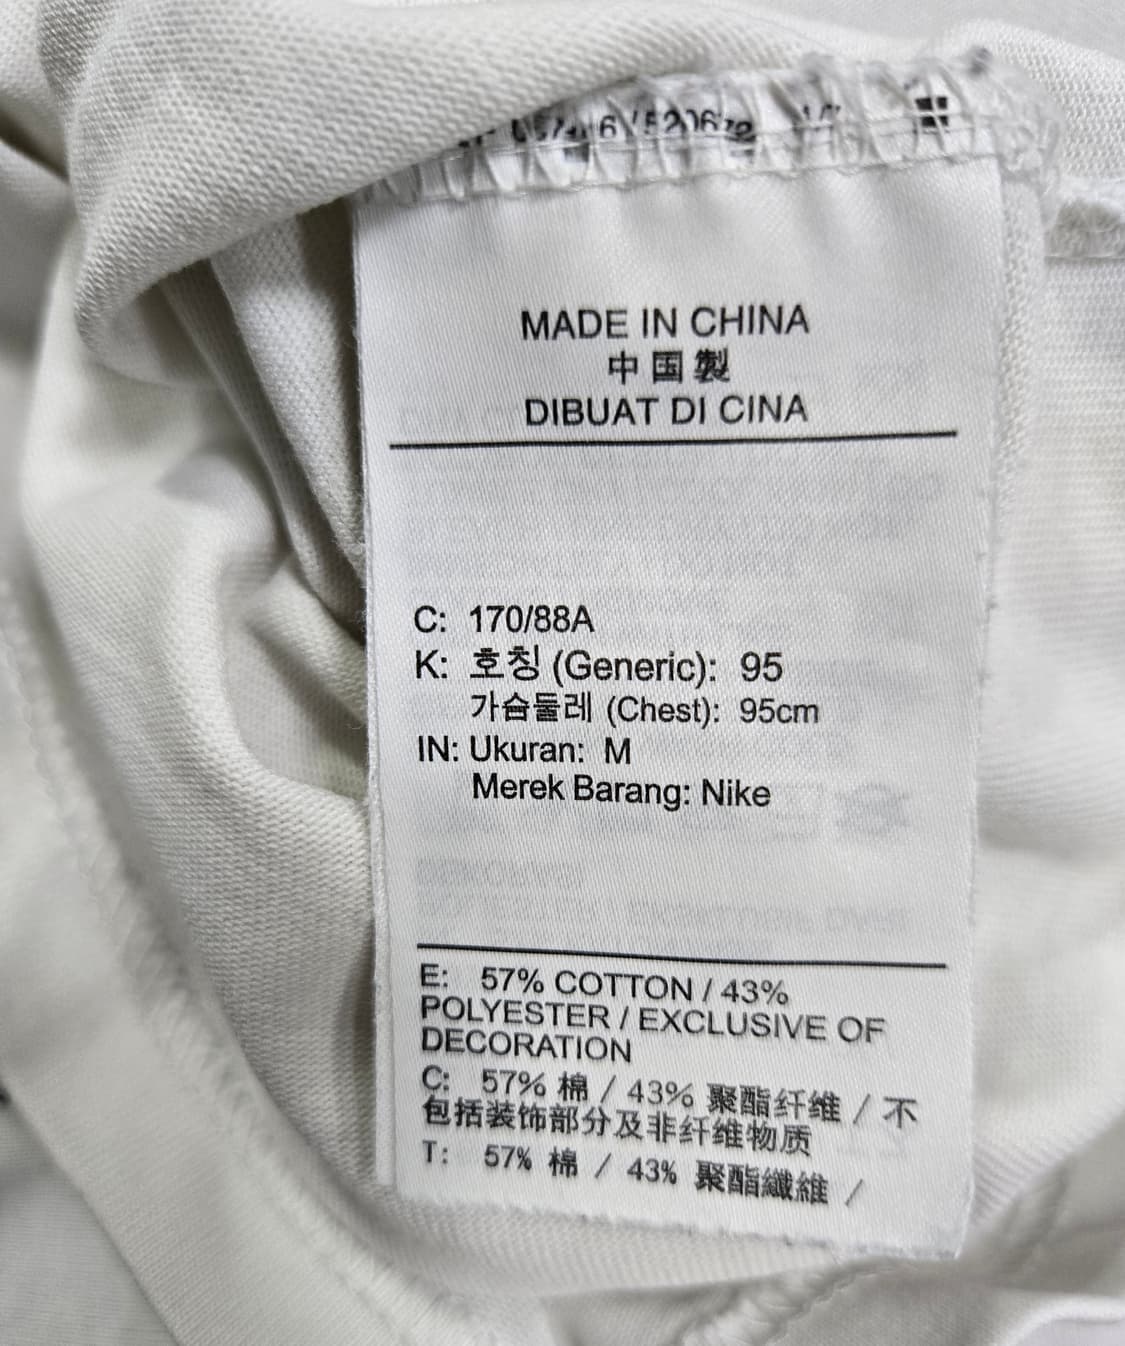 MADE IN CHINA
中国製
DIBUAT DI CINA
C: 170/88A
K: 호칭 (Generic): 95
가슴둘레 (Chest): 95cm
IN: Ukuran: M
Merek Barang: Nike
E: 57% COTTON / 43%
POLYESTER / EXCLUSIVE OF
DECORATION
C: 57% 棉 / 43% 聚酯纤维 / 不
包括装饰部分及非纤维物质
T: 57% 棉 / 43% 聚酯纖維 /